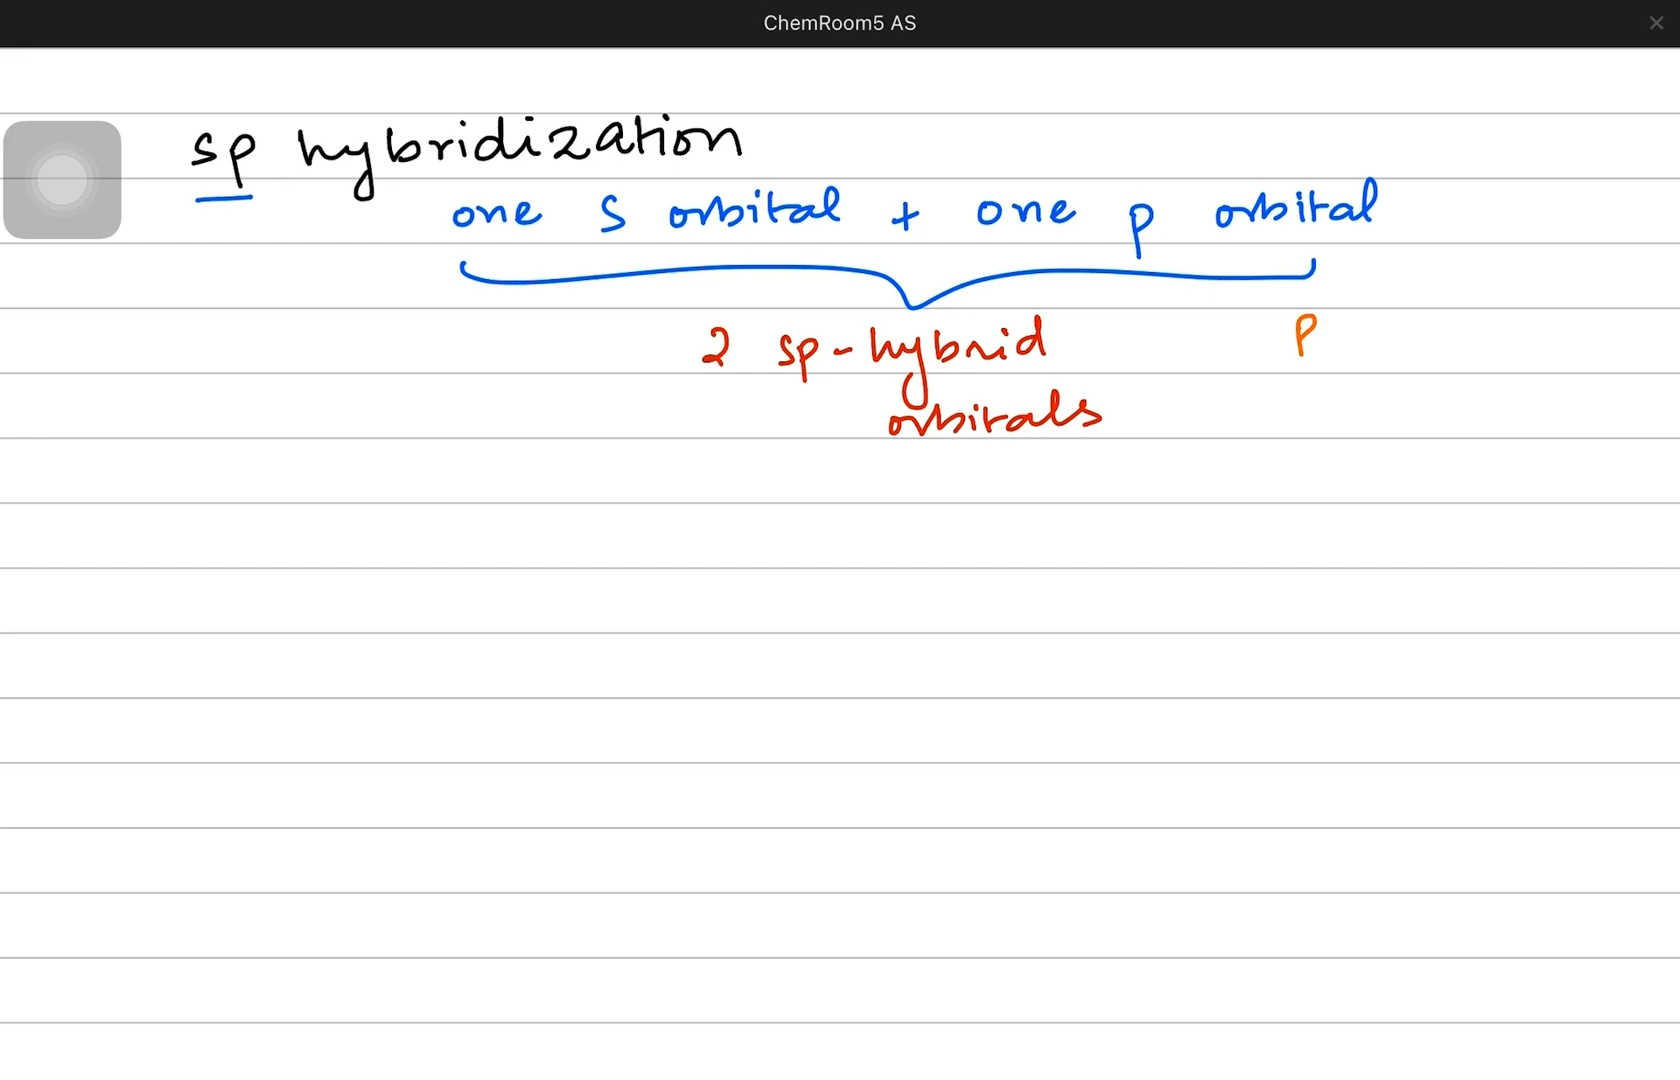 ChemRoom5 AS
sp hybridization
one s orbital + one p orbital
2 sp-hybrid P
orbitals